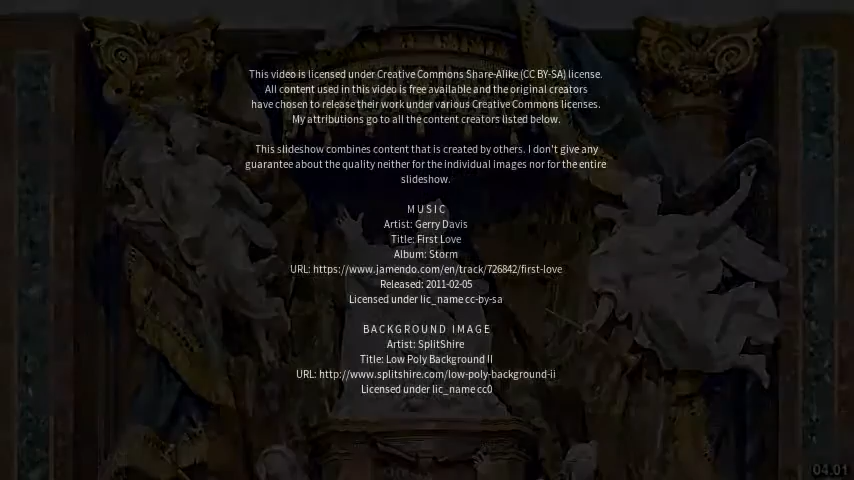 This video is licensed under Creative Commons Share-Alike (CC BY-SA) license.
All content used in this video is free available and the original creators
have chosen to release their work under various Creative Commons licenses.
My attributions go to all the content creators listed below.
This slideshow combines content that is created by others. I don't give any
guarantee about the quality neither for the individual images nor for the entire
slideshow.
MUSIC
Artist: Gerry Davis
Title: First Love
Album: Storm
URL: https://www.jamendo.com/en/track/726842/first-love
Released: 2011-02-05
Licensed under lic_name cc-by-sa
BACKGROUND IMAGE
Artist: SplitShire
Title: Low Poly Background II
URL: http://www.splitshire.com/low-poly-background-ii
Licensed under lic_name cc0
04.01